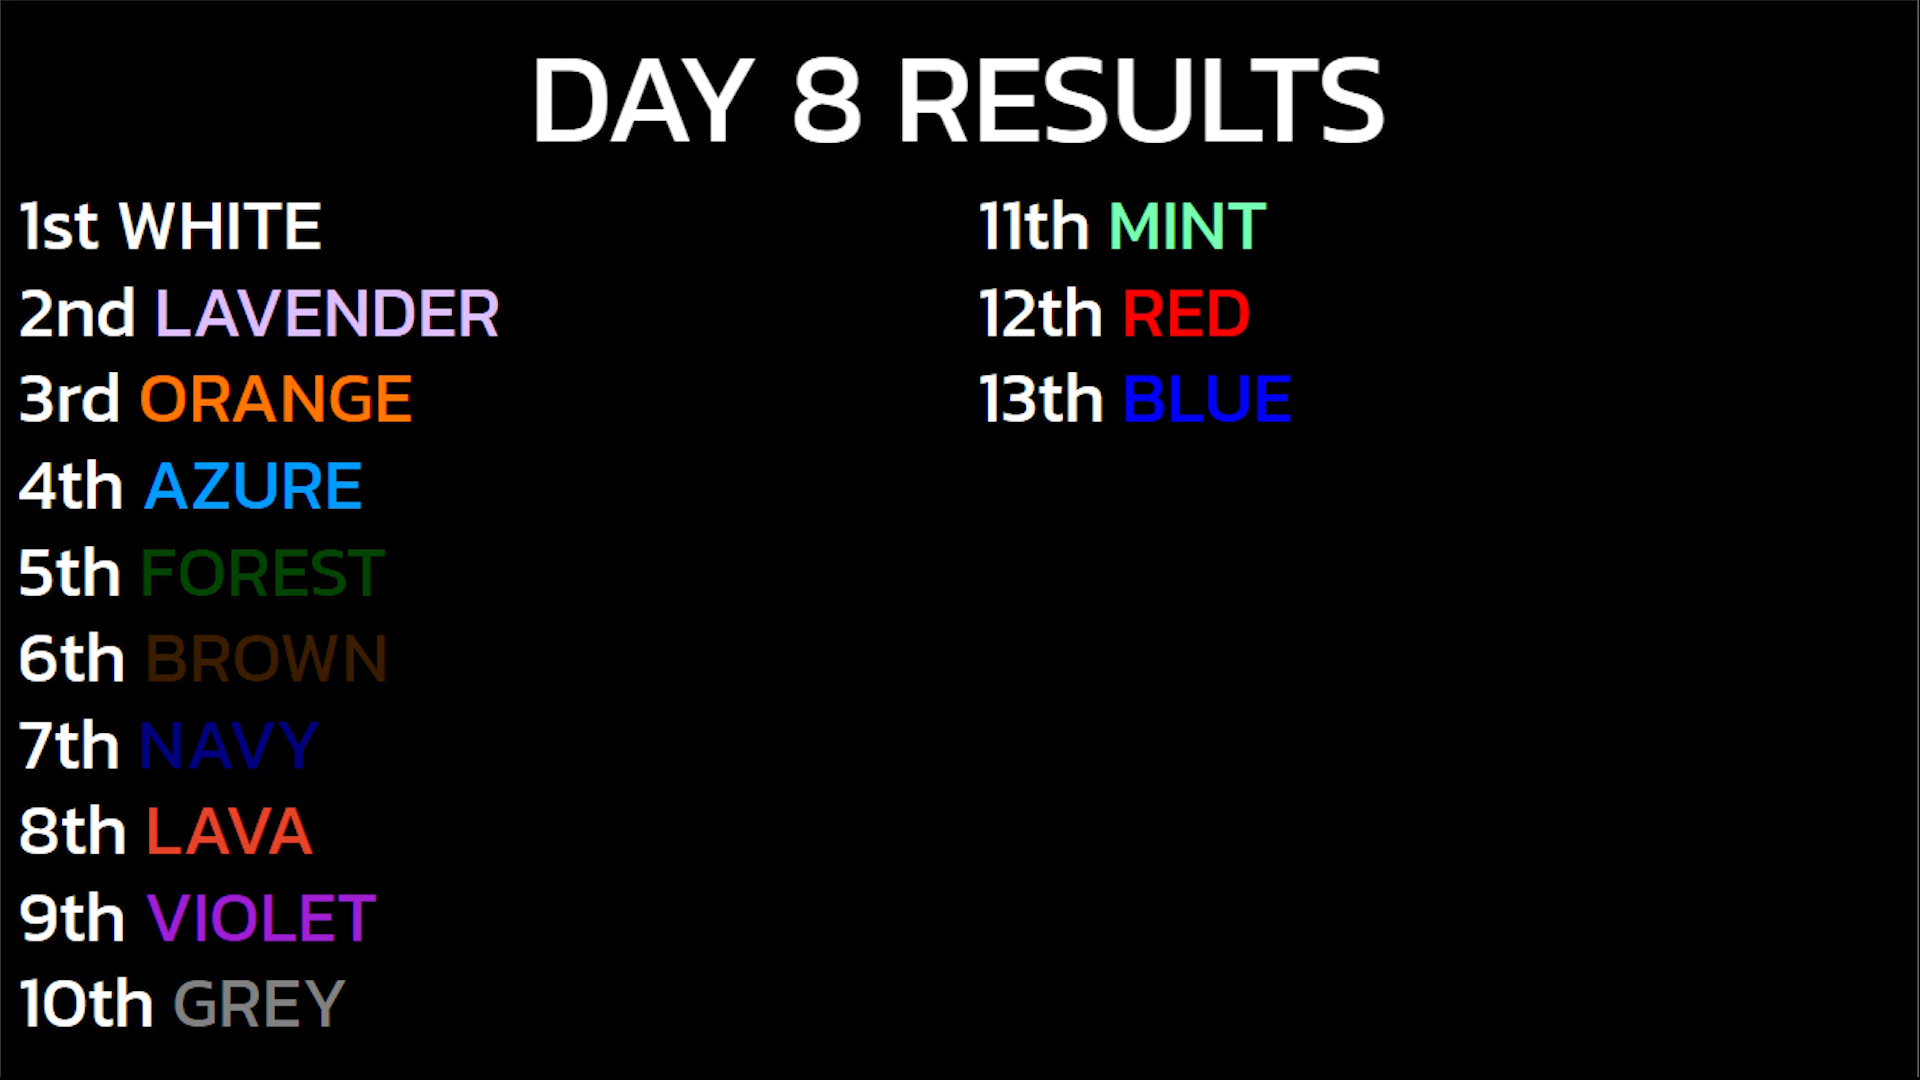 DAY 8 RESULTS
1st WHITE
2nd LAVENDER
3rd ORANGE
4th AZURE
5th FOREST
6th BROWN
7th NAVY
8th LAVA
9th VIOLET
10th GREY
11th MINT
12th RED
13th BLUE